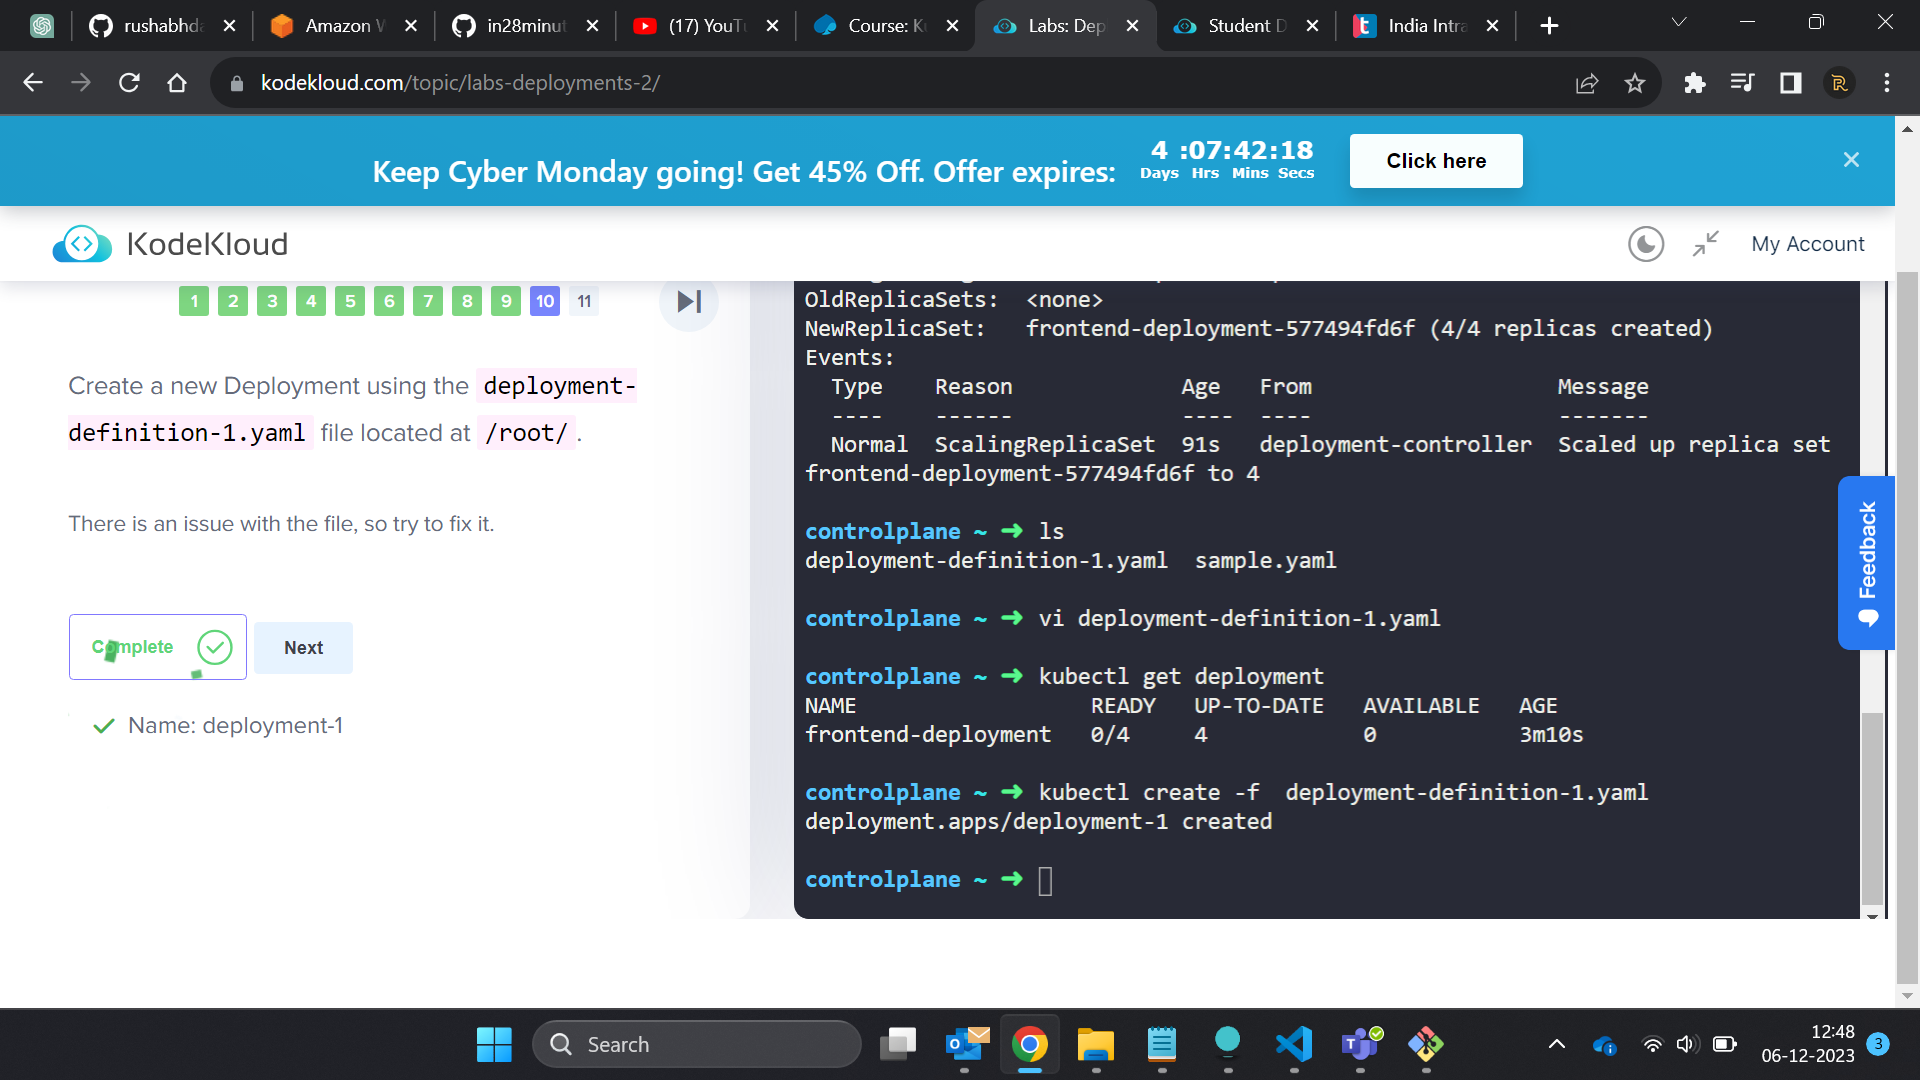 rushabhda
Amazon W
in28minut
(17) YouTu
Course: Ku
Labs: Dep
Student D
India Intra
kodekloud.com/topic/labs-deployments-2/
R
Keep Cyber Monday going! Get 45% Off. Offer expires:
4 :07:42:18
Days Hrs Mins Secs
Click here
KodeKloud
My Account
1 2 3 4 5 6 7 8 9 10 11
Create a new Deployment using the deployment-
definition-1.yaml file located at /root/ .
There is an issue with the file, so try to fix it.
Complete
Next
Name: deployment-1
OldReplicaSets:  <none>
NewReplicaSet:   frontend-deployment-577494fd6f (4/4 replicas created)
Events:
  Type    Reason             Age   From                   Message
  ----    ------             ----  ----                   -------
  Normal  ScalingReplicaSet  91s   deployment-controller  Scaled up replica set
frontend-deployment-577494fd6f to 4
controlplane ~ ➜ ls
deployment-definition-1.yaml  sample.yaml
controlplane ~ ➜ vi deployment-definition-1.yaml
controlplane ~ ➜ kubectl get deployment
NAME                  READY   UP-TO-DATE   AVAILABLE   AGE
frontend-deployment   0/4     4            0           3m10s
controlplane ~ ➜ kubectl create -f  deployment-definition-1.yaml
deployment.apps/deployment-1 created
controlplane ~ ➜
Feedback
Search
12:48
06-12-2023
3